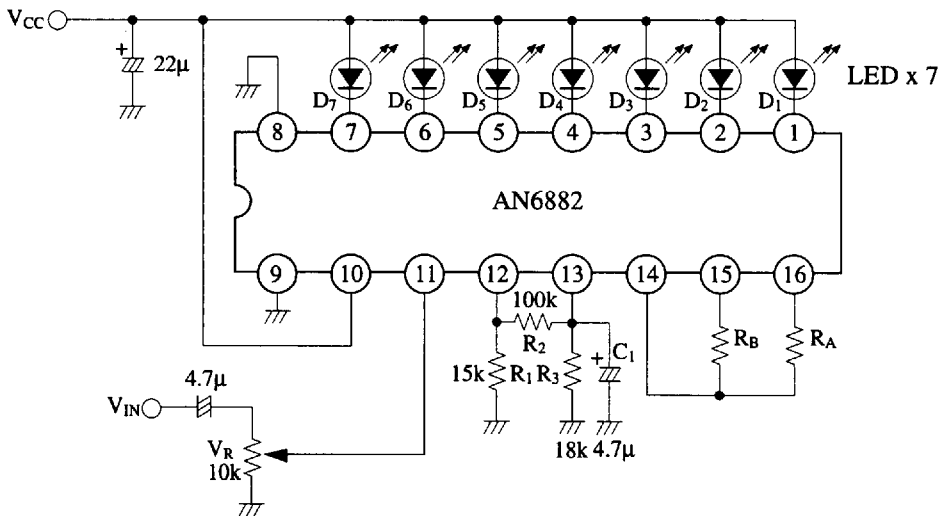 VCC
22μ
D7 D6 D5 D4 D3 D2 D1
LED x 7
8 7 6 5 4 3 2 1
AN6882
9 10 11 12 13 14 15 16
100k
R2
RB RA
15k R1 R3 C1
18k 4.7μ
4.7μ
VIN
VR
10k